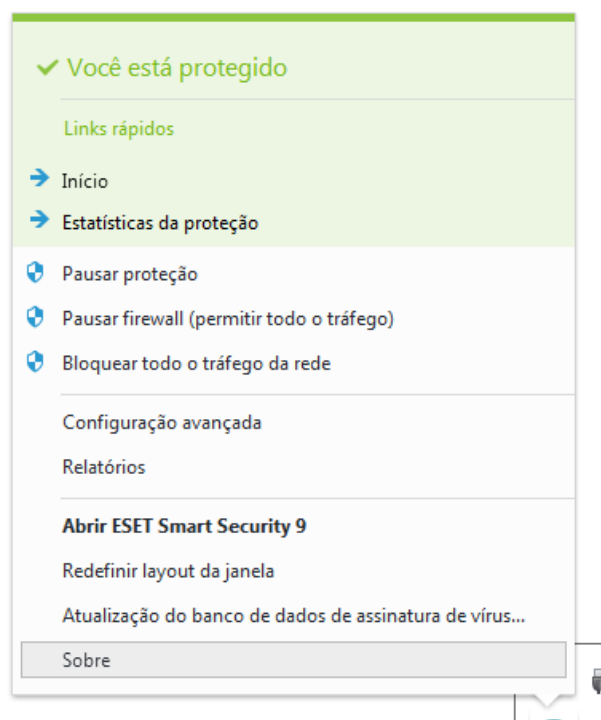 Você está protegido
Links rápidos
Início
Estatísticas da proteção
Pausar proteção
Pausar firewall (permitir todo o tráfego)
Bloquear todo o tráfego da rede
Configuração avançada
Relatórios
Abrir ESET Smart Security 9
Redefinir layout da janela
Atualização do banco de dados de assinatura de vírus...
Sobre